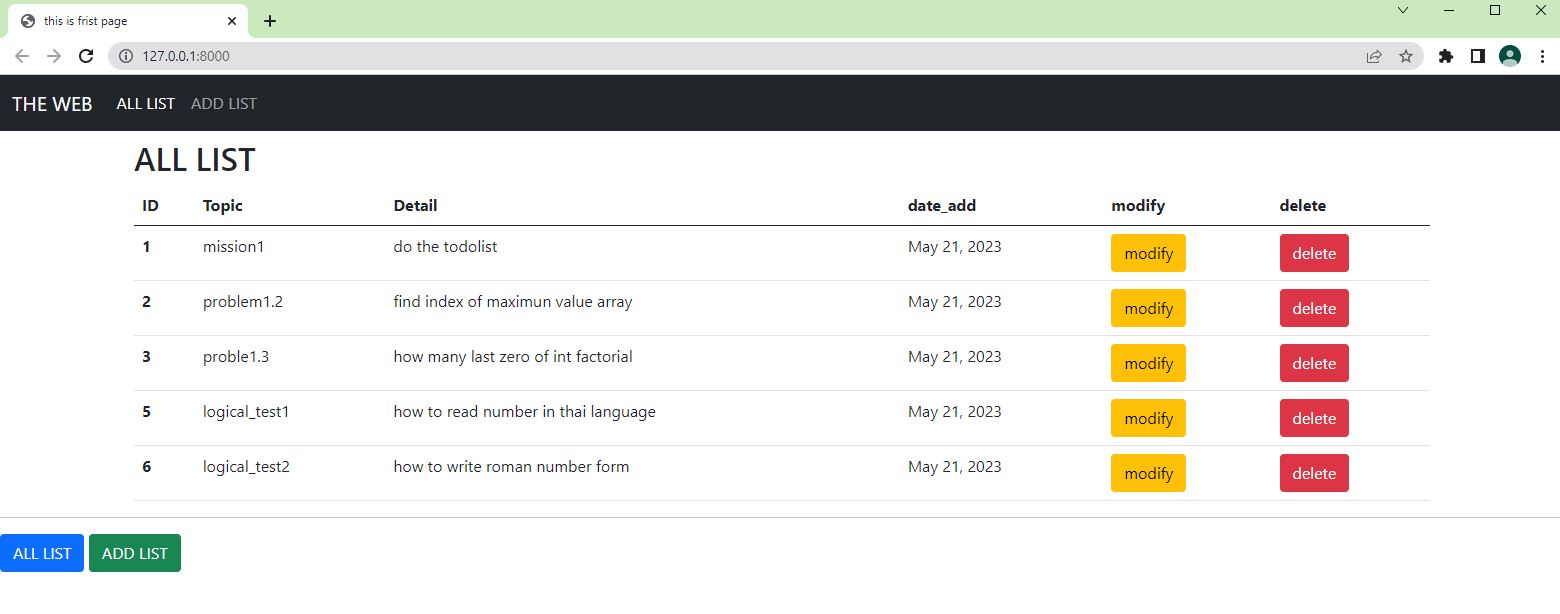 this is frist page
127.0.0.1:8000
THE WEB ALL LIST ADD LIST
ALL LIST
ID Topic Detail date_add modify delete
1 mission1 do the todolist May 21, 2023 modify delete
2 problem1.2 find index of maximun value array May 21, 2023 modify delete
3 proble1.3 how many last zero of int factorial May 21, 2023 modify delete
5 logical_test1 how to read number in thai language May 21, 2023 modify delete
6 logical_test2 how to write roman number form May 21, 2023 modify delete
ALL LIST ADD LIST